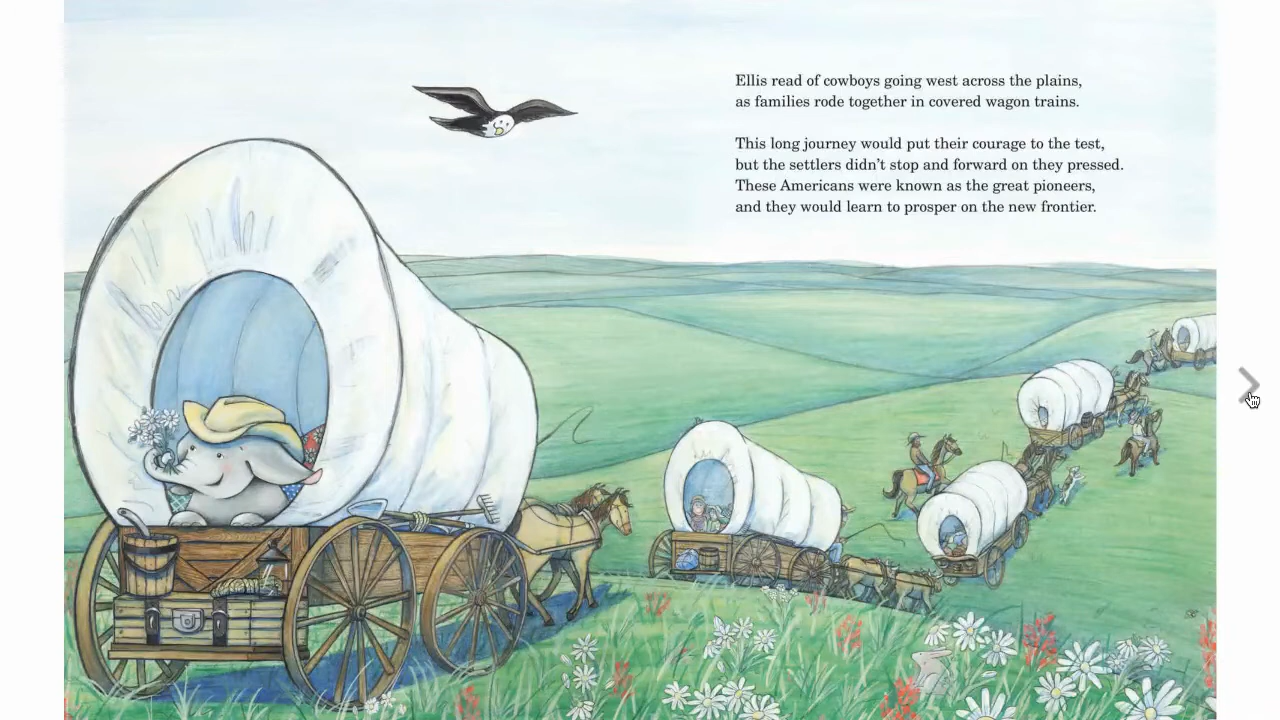 Ellis read of cowboys going west across the plains,
as families rode together in covered wagon trains.
This long journey would put their courage to the test,
but the settlers didn’t stop and forward on they pressed.
These Americans were known as the great pioneers,
and they would learn to prosper on the new frontier.